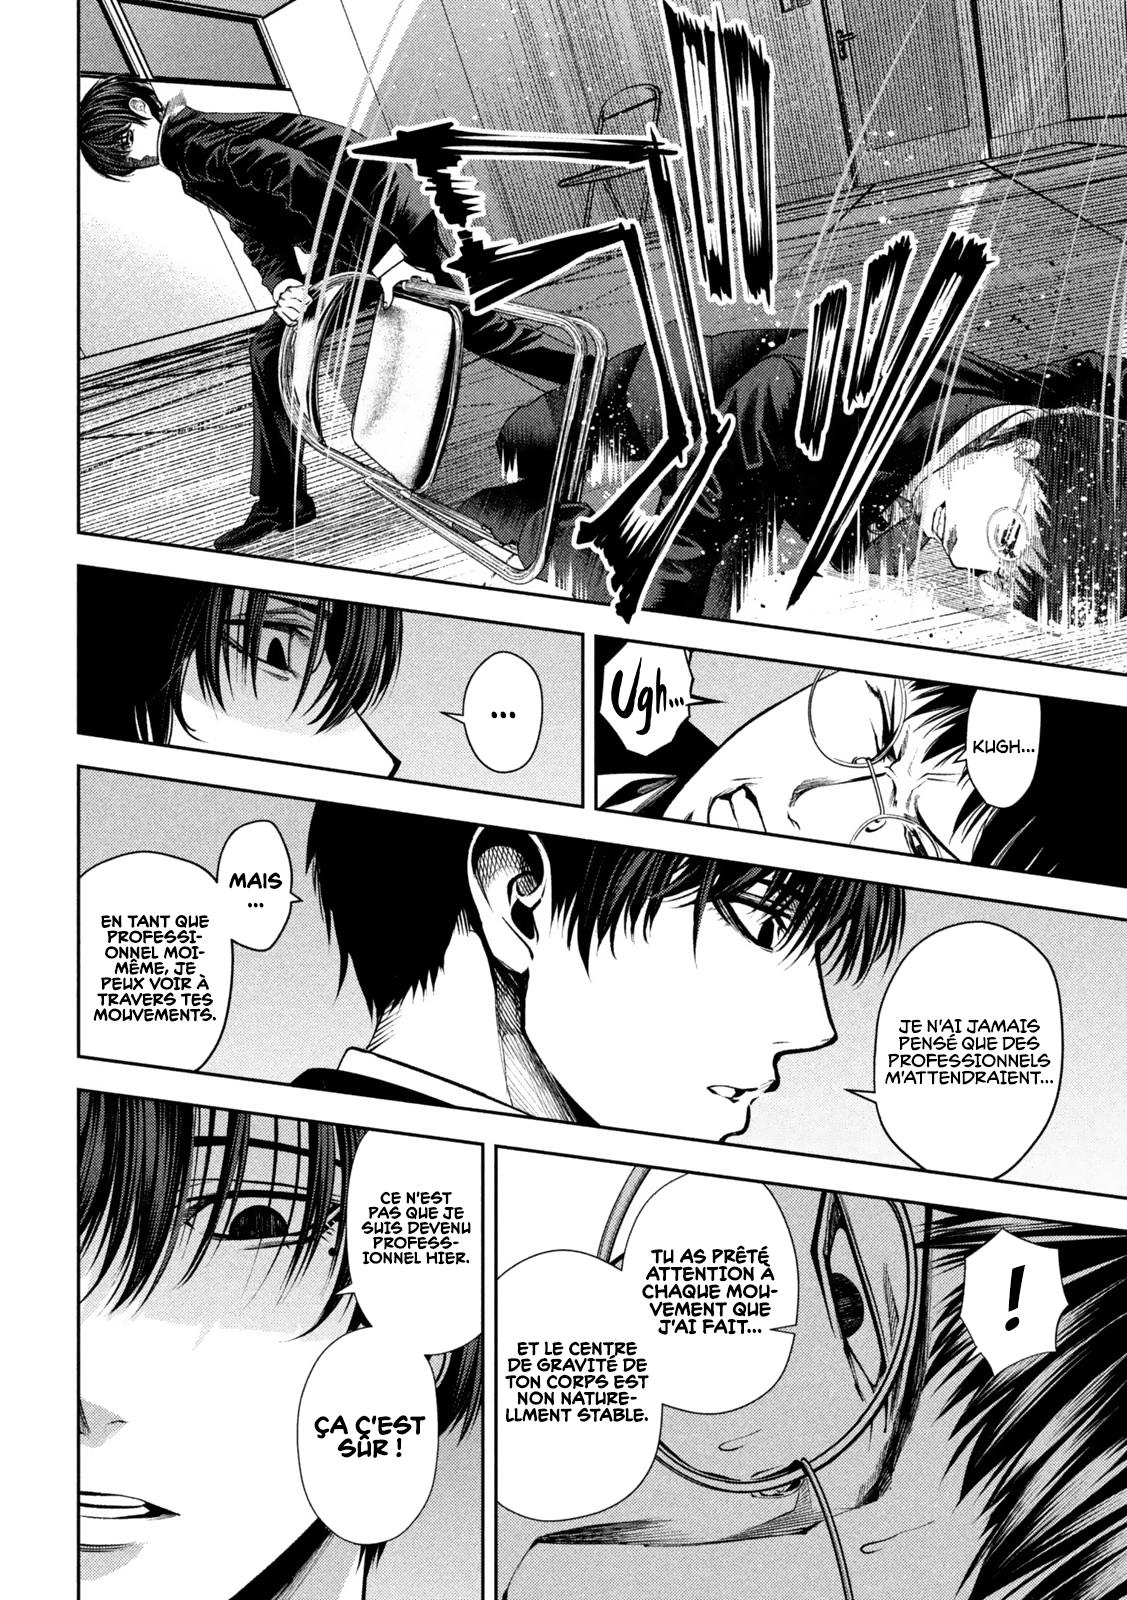 KUGH...
Ugh...
...
JE N'AI JAMAIS
PENSÉ QUE DES
PROFESSIONNELS
M'ATTENDRAIENT...
MAIS
...
EN TANT QUE
PROFESSI-
ONNEL MOI-
MÊME, JE
PEUX VOIR À
TRAVERS TES
MOUVEMENTS.
!
TU AS PRÊTÉ
ATTENTION À
CHAQUE MOU-
VEMENT QUE
J'AI FAIT...
ET LE CENTRE
DE GRAVITÉ DE
TON CORPS EST
NON NATURE-
LLMENT STABLE.
CE N'EST
PAS QUE JE
SUIS DEVENU
PROFESS-
IONNEL HIER.
ÇA C'EST
SÛR !